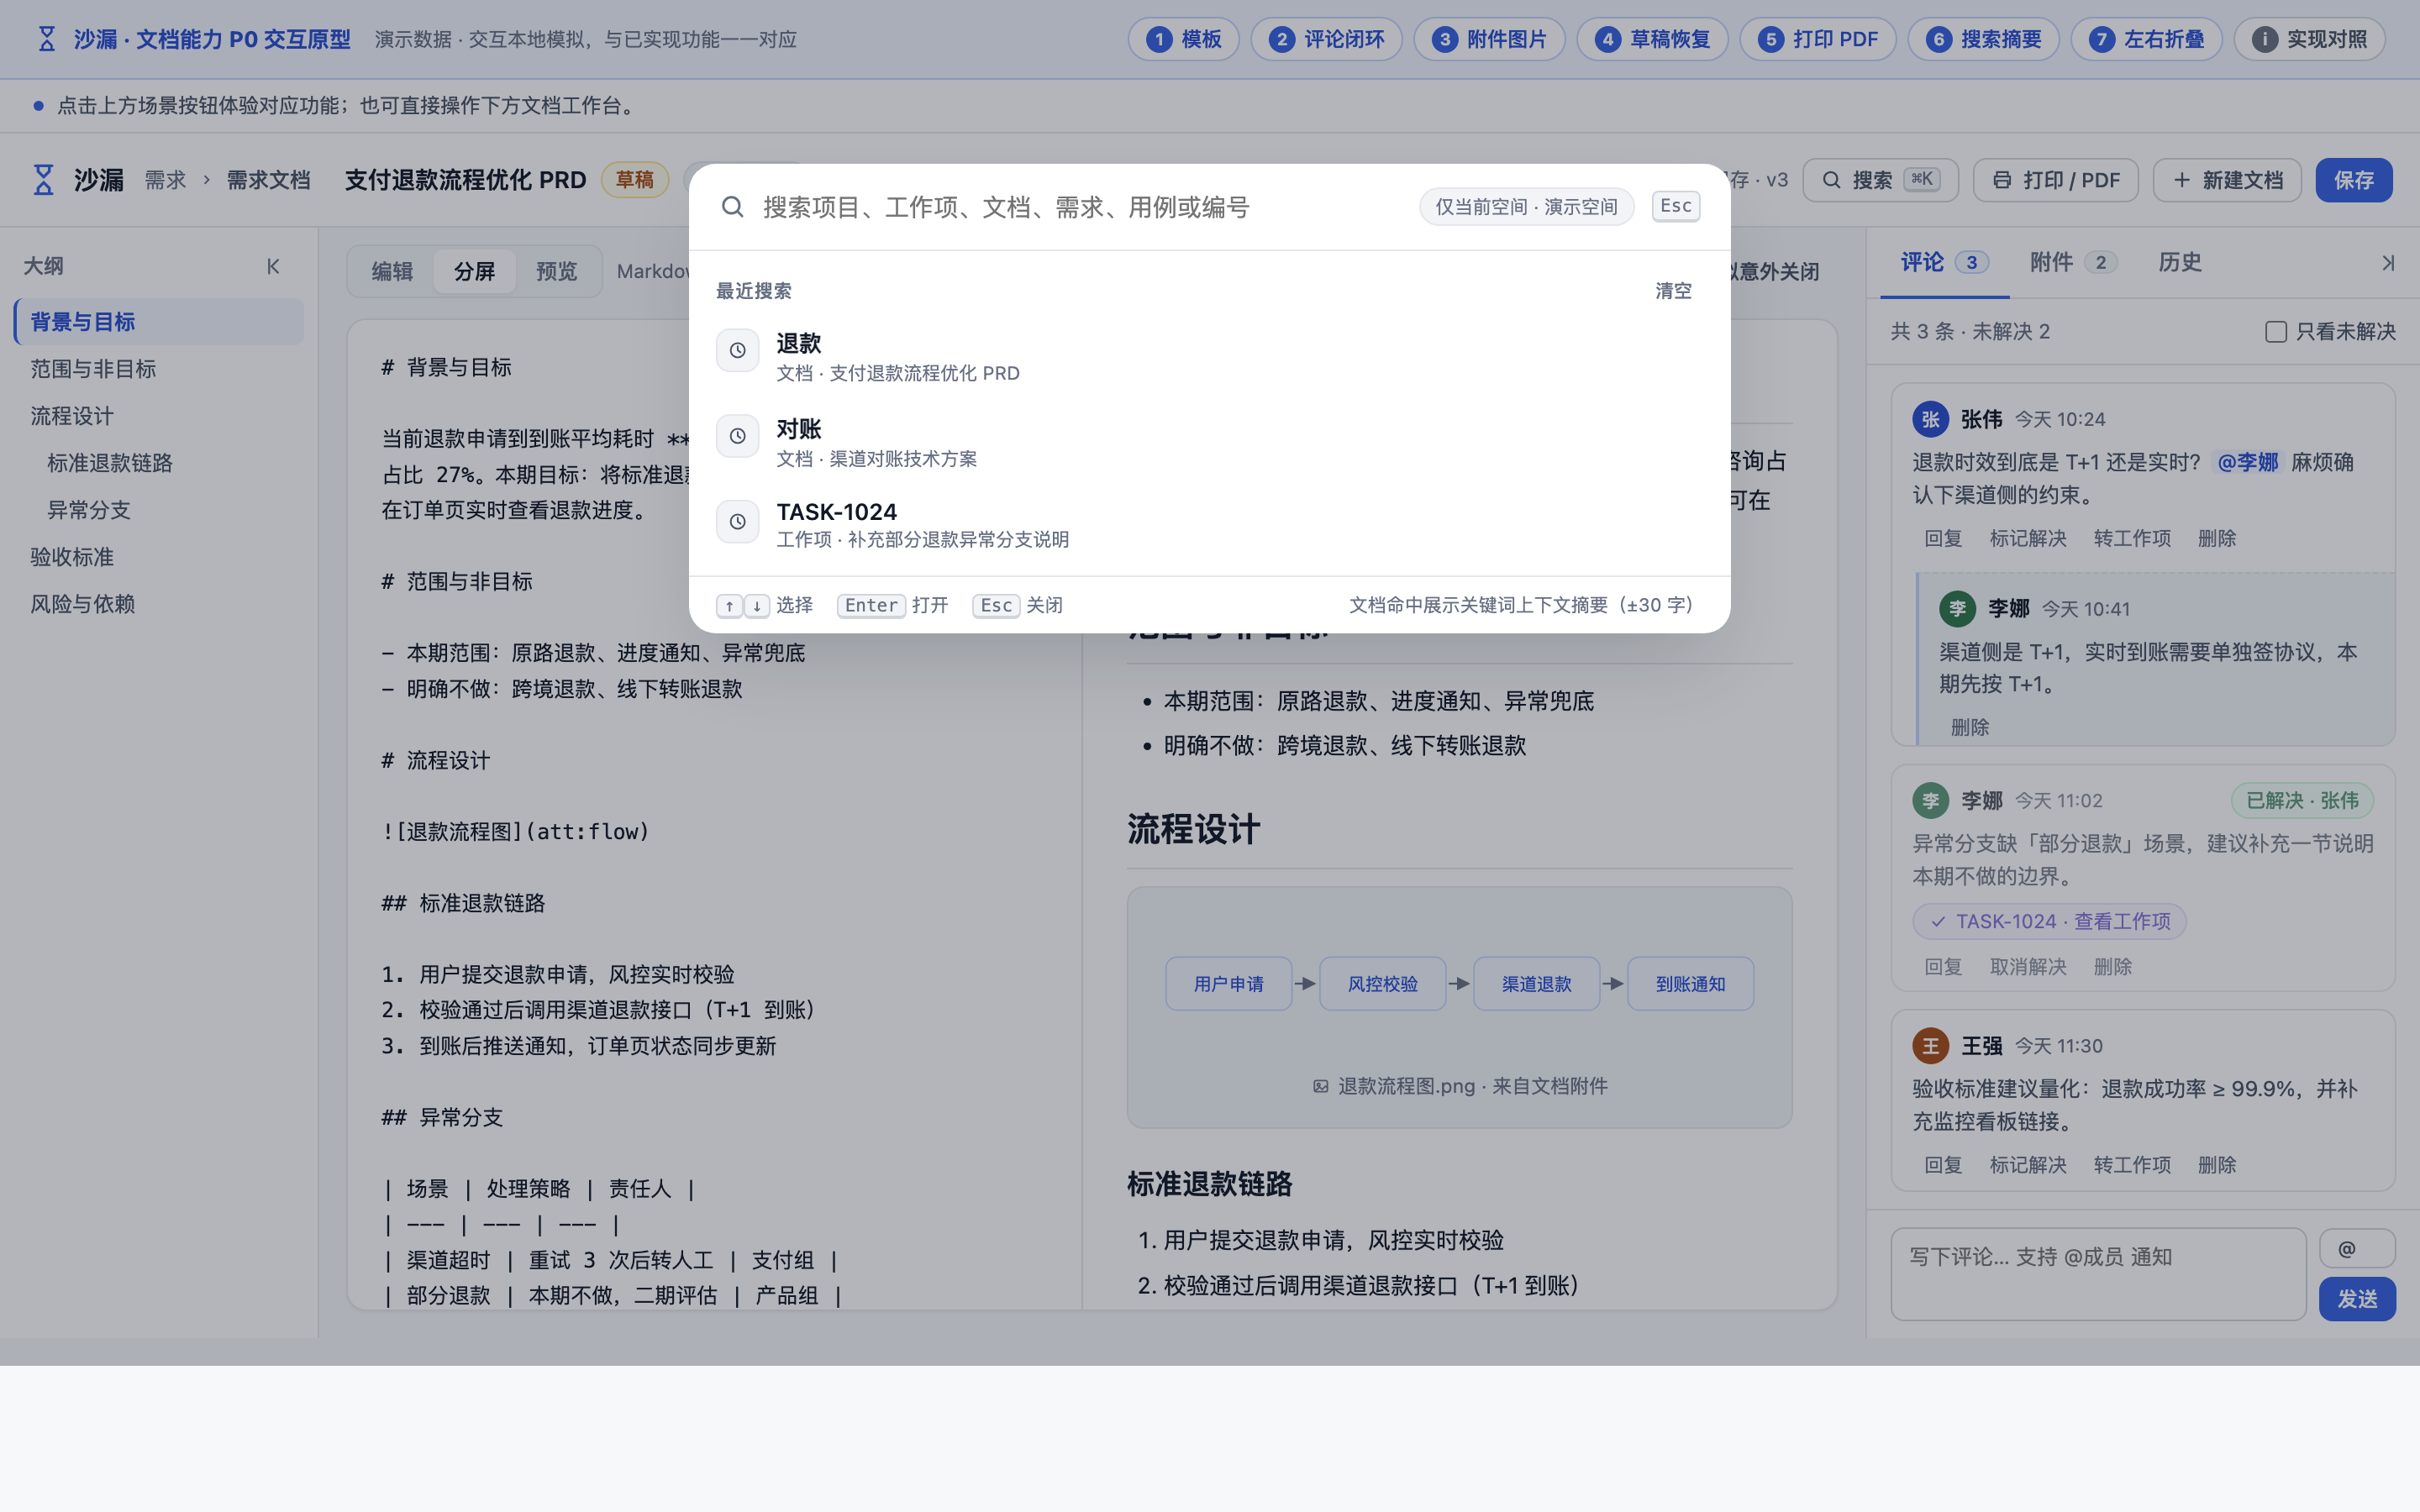 沙漏 · 文档能力 P0 交互原型
演示数据 · 交互本地模拟，与已实现功能一一对应
1 模板
2 评论闭环
3 附件图片
4 草稿恢复
5 打印 PDF
6 搜索摘要
7 左右折叠
i 实现对照
点击上方场景按钮体验对应功能；也可直接操作下方文档工作台。
沙漏
需求 › 需求文档
支付退款流程优化 PRD
草稿
存 · v3
搜索 ⌘K
打印 / PDF
新建文档
保存
搜索项目、工作项、文档、需求、用例或编号
仅当前空间 · 演示空间
Esc
最近搜索
清空
退款
文档 · 支付退款流程优化 PRD
对账
文档 · 渠道对账技术方案
TASK-1024
工作项 · 补充部分退款异常分支说明
↑ ↓ 选择
Enter 打开
Esc 关闭
文档命中展示关键词上下文摘要（±30 字）
大纲
背景与目标
范围与非目标
流程设计
标准退款链路
异常分支
验收标准
风险与依赖
编辑
分屏
预览
Markdow
意外关闭
# 背景与目标
当前退款申请到到账平均耗时 **
占比 27%。本期目标：将标准退
在订单页实时查看退款进度。
# 范围与非目标
- 本期范围：原路退款、进度通知、异常兜底
- 明确不做：跨境退款、线下转账退款
# 流程设计
![退款流程图](att:flow)
## 标准退款链路
1. 用户提交退款申请，风控实时校验
2. 校验通过后调用渠道退款接口（T+1 到账）
3. 到账后推送通知，订单页状态同步更新
## 异常分支
| 场景 | 处理策略 | 责任人 |
| --- | --- | --- |
| 渠道超时 | 重试 3 次后转人工 | 支付组 |
| 部分退款 | 本期不做，二期评估 | 产品组 |
咨询占
可在
范围与非目标
• 本期范围：原路退款、进度通知、异常兜底
• 明确不做：跨境退款、线下转账退款
流程设计
用户申请
风控校验
渠道退款
到账通知
退款流程图.png · 来自文档附件
标准退款链路
1. 用户提交退款申请，风控实时校验
2. 校验通过后调用渠道退款接口（T+1 到账）
评论 3
附件 2
历史
共 3 条 · 未解决 2
只看未解决
张 张伟 今天 10:24
退款时效到底是 T+1 还是实时？ @李娜 麻烦确
认下渠道侧的约束。
回复 标记解决 转工作项 删除
李 李娜 今天 10:41
渠道侧是 T+1，实时到账需要单独签协议，本
期先按 T+1。
删除
李 李娜 今天 11:02
已解决 · 张伟
异常分支缺「部分退款」场景，建议补充一节说明
本期不做的边界。
TASK-1024 · 查看工作项
回复 取消解决 删除
王 王强 今天 11:30
验收标准建议量化：退款成功率 ≥ 99.9%，并补
充监控看板链接。
回复 标记解决 转工作项 删除
写下评论… 支持 @成员 通知
@
发送